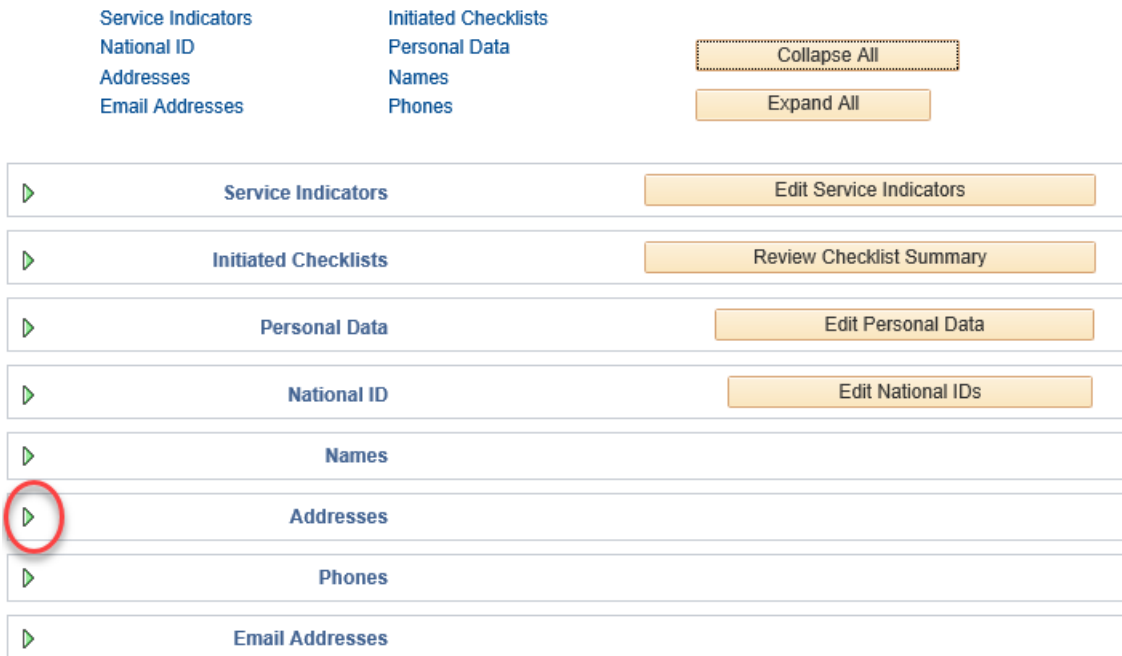 Service Indicators Initiated Checklists
National ID Personal Data Collapse All
Addresses Names
Email Addresses Phones Expand All
Service Indicators Edit Service Indicators
Initiated Checklists Review Checklist Summary
Personal Data Edit Personal Data
National ID Edit National IDs
Names
Addresses
Phones
Email Addresses